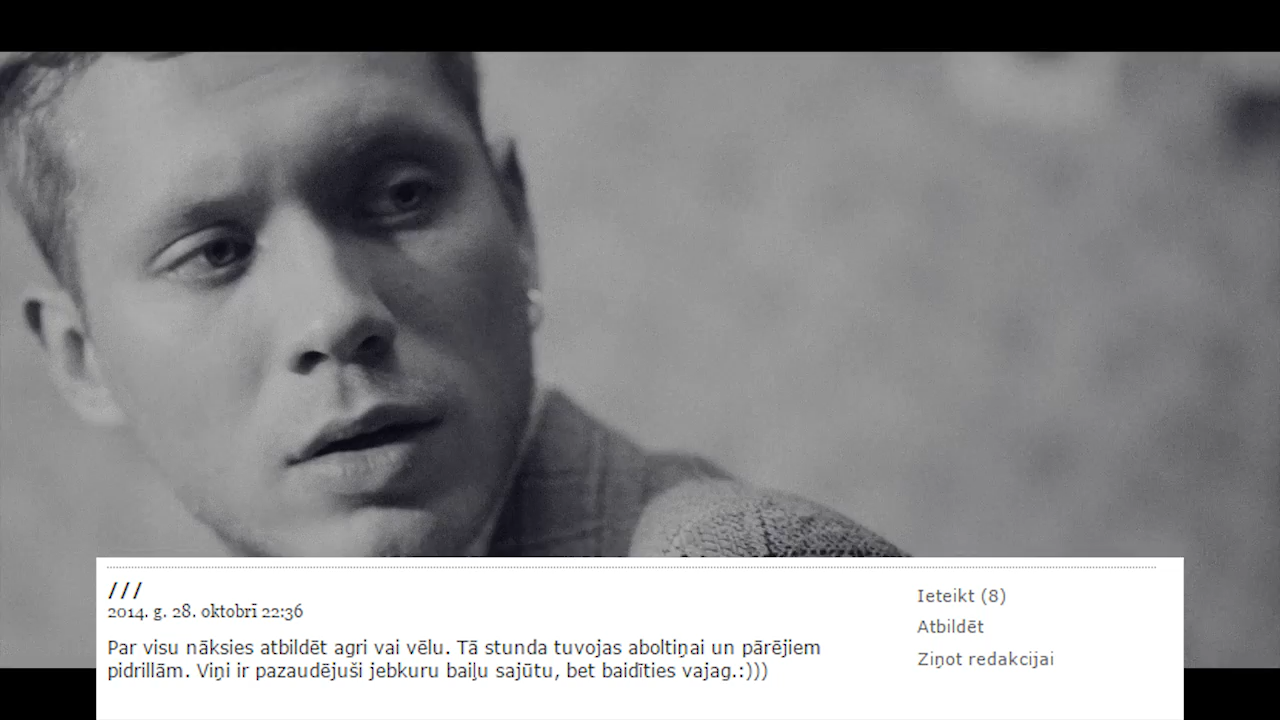 ///
2014. g. 28. oktobrī 22:36
Par visu nāksies atbildēt agri vai vēlu. Tā stunda tuvojas aboltiņai un pārējiem
pidrillām. Viņi ir pazaudējuši jebkuru baiļu sajūtu, bet baidīties vajag.:)))
Ieteikt (8)
Atbildēt
Ziņot redakcijai